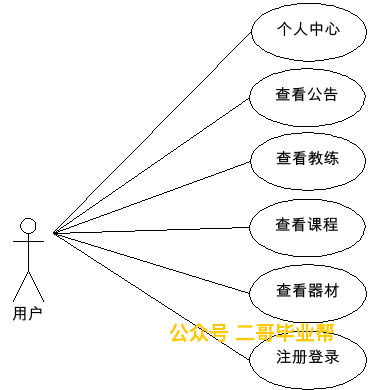 个人中心
查看公告
查看教练
查看课程
用户
查看器材
公众号 二哥毕业帮
注册登录